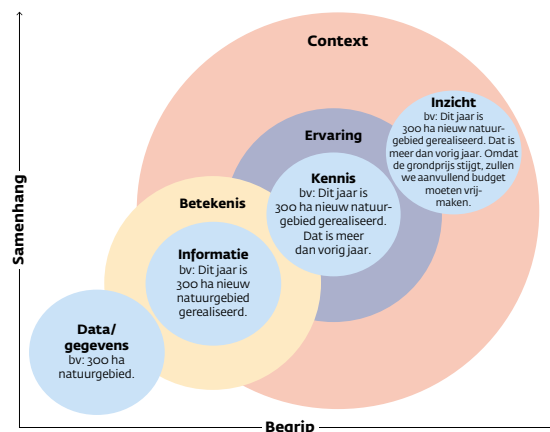 Context
Inzicht
bv: Dit jaar is
300 ha nieuw natuur-
gebied gerealiseerd. Dat is
meer dan vorig jaar. Omdat
de grondprijs stijgt, zullen
we aanvullend budget
moeten vrij-
maken.
Ervaring
Kennis
bv: Dit jaar is
300 ha nieuw natuur-
gebied gerealiseerd.
Dat is meer
dan vorig jaar.
Betekenis
Informatie
bv: Dit jaar is
300 ha nieuw
natuurgebied
gerealiseerd.
Data/
gegevens
bv: 300 ha
natuurgebied.
Samenhang
Begrip